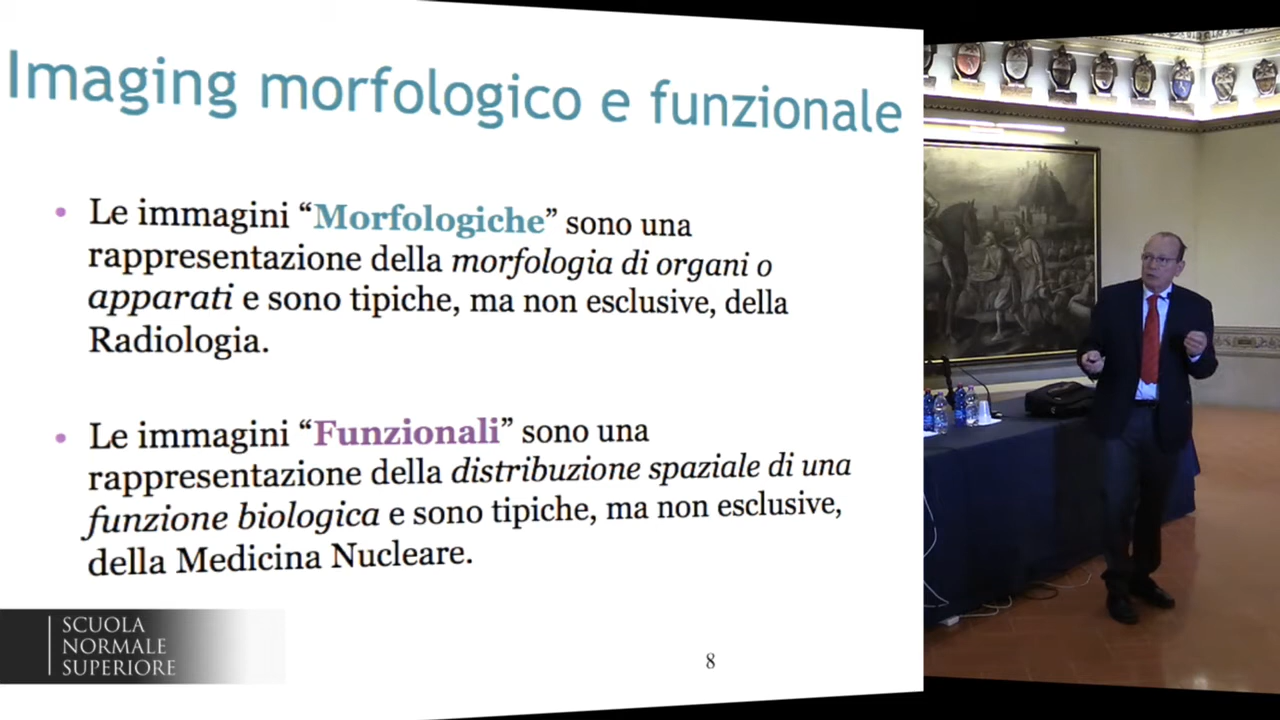 Imaging morfologico e funzionale
• Le immagini “Morfologiche” sono una
rappresentazione della morfologia di organi o
apparati e sono tipiche, ma non esclusive, della
Radiologia.
• Le immagini “Funzionali” sono una
rappresentazione della distribuzione spaziale di una
funzione biologica e sono tipiche, ma non esclusive,
della Medicina Nucleare.
SCUOLA
NORMALE
SUPERIORE
8